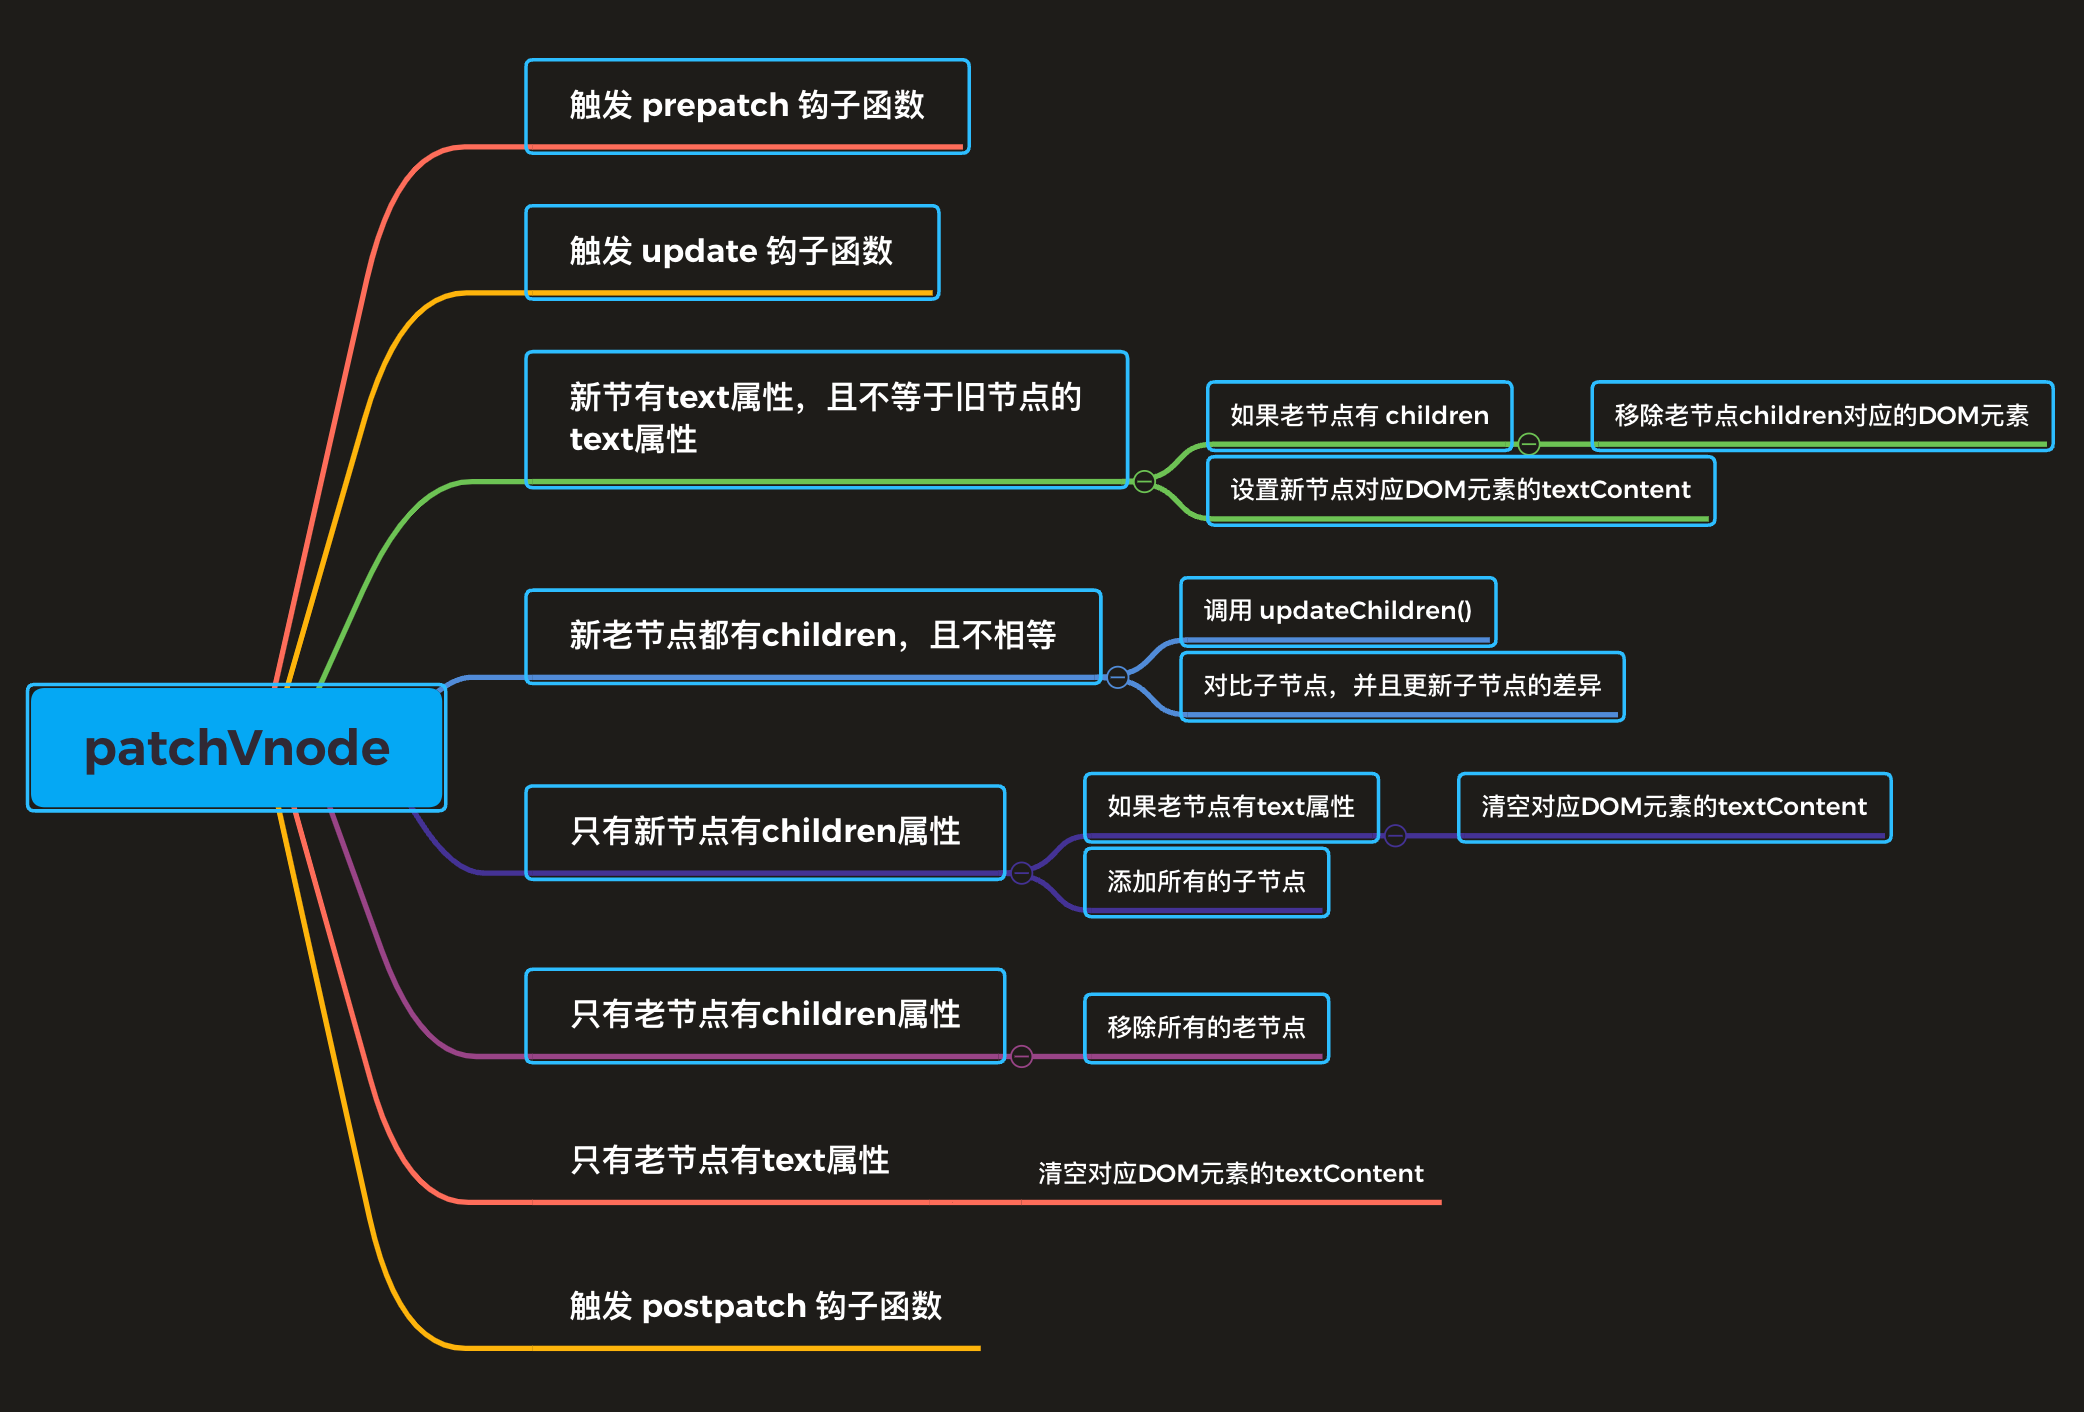 触发 prepatch 钩子函数
触发 update 钩子函数
新节有text属性，且不等于旧节点的
text属性
如果老节点有 children
移除老节点children对应的DOM元素
设置新节点对应DOM元素的textContent
新老节点都有children，且不相等
调用 updateChildren()
对比子节点，并且更新子节点的差异
patchVnode
只有新节点有children属性
如果老节点有text属性
清空对应DOM元素的textContent
添加所有的子节点
只有老节点有children属性
移除所有的老节点
只有老节点有text属性
清空对应DOM元素的textContent
触发 postpatch 钩子函数